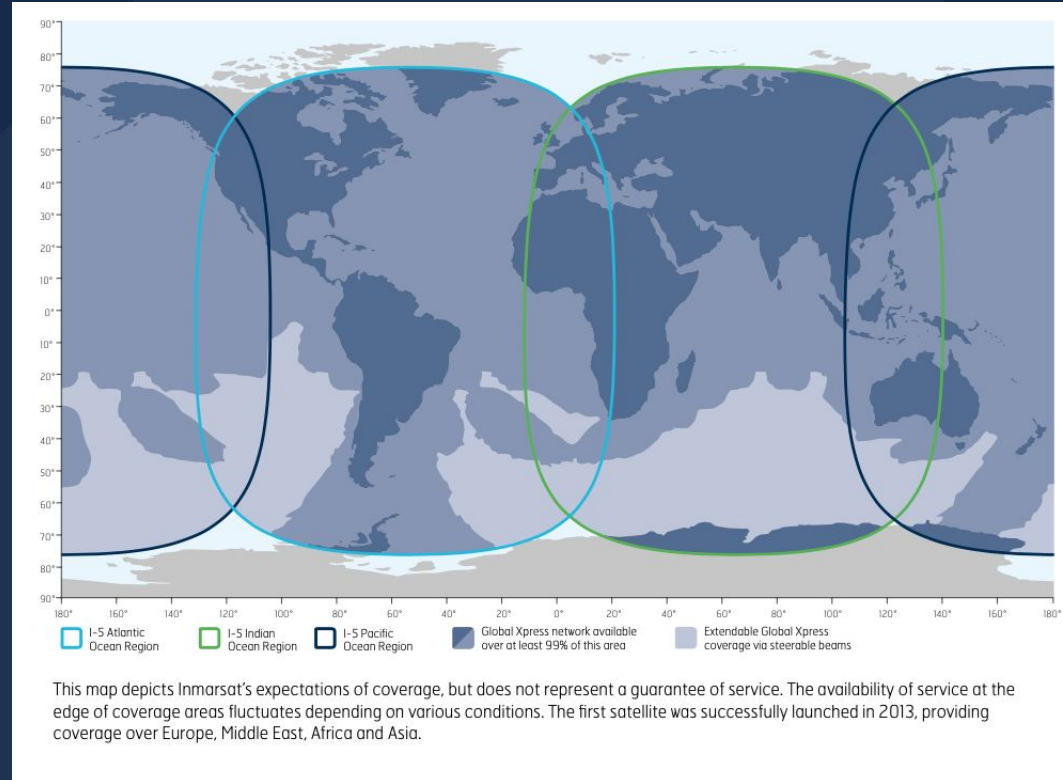 90°
80°
70°
60°
50°
40°
30°
20°
10°
0°
10°
20°
30°
40°
50°
60°
70°
80°
90°
180° 160° 140° 120° 100° 80° 60° 40° 20° 0° 20° 40° 60° 80° 100° 120° 140° 160° 180°
I-5 Atlantic
Ocean Region
I-5 Indian
Ocean Region
I-5 Pacific
Ocean Region
Global Xpress network available
over at least 99% of this area
Extendable Global Xpress
coverage via steerable beams
This map depicts Inmarsat's expectations of coverage, but does not represent a guarantee of service. The availability of service at the
edge of coverage areas fluctuates depending on various conditions. The first satellite was successfully launched in 2013, providing
coverage over Europe, Middle East, Africa and Asia.